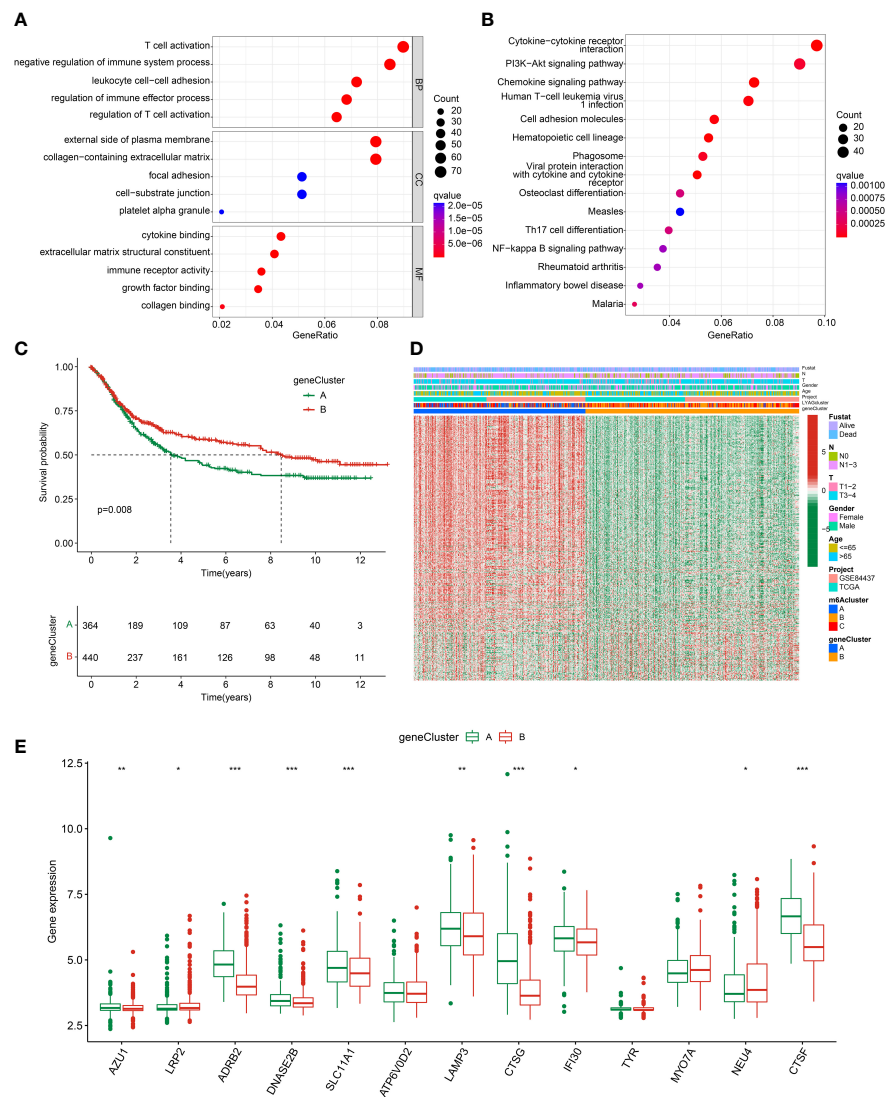 A
T cell activation
negative regulation of immune system process
leukocyte cell-cell adhesion
regulation of immune effector process
regulation of T cell activation
BP
external side of plasma membrane
collagen-containing extracellular matrix
focal adhesion
cell-substrate junction
platelet alpha granule
CC
cytokine binding
extracellular matrix structural constituent
immune receptor activity
growth factor binding
collagen binding
MF
0.02 0.04 0.06 0.08
GeneRatio
Count
20
30
40
50
60
70
qvalue
2.0e-05
1.5e-05
1.0e-05
5.0e-06
B
Cytokine-cytokine receptor
interaction
PI3K-Akt signaling pathway
Chemokine signaling pathway
Human T-cell leukemia virus
1 infection
Cell adhesion molecules
Hematopoietic cell lineage
Phagosome
Viral protein interaction
with cytokine and cytokine
receptor
Osteoclast differentiation
Measles
Th17 cell differentiation
NF-kappa B signaling pathway
Rheumatoid arthritis
Inflammatory bowel disease
Malaria
0.04 0.06 0.08 0.10
GeneRatio
Count
20
30
40
qvalue
0.00100
0.00075
0.00050
0.00025
C
geneCluster
A
B
Survival probability
1.00
0.75
0.50
0.25
0.00
p=0.008
0 2 4 6 8 10 12
Time(years)
geneCluster
A 364 189 109 87 63 40 3
B 440 237 161 126 98 48 11
0 2 4 6 8 10 12
Time(years)
D
Fustat
N
T
Gender
Age
Project
LYAGcluster
geneCluster
5
0
-5
Fustat
Alive
Dead
N
N0
N1-3
T
T1-2
T3-4
Gender
Female
Male
Age
<=65
>65
Project
GSE84437
TCGA
m6Acluster
A
B
C
geneCluster
A
B
E
geneCluster A B
Gene expression
12.5
10.0
7.5
5.0
2.5
** * *** *** *** ** *** * * ***
AZU1
LRP2
ADRB2
DNASE2B
SLC11A1
ATP6V0D2
LAMP3
CTSG
IFI30
TYR
MYO7A
NEU4
CTSF